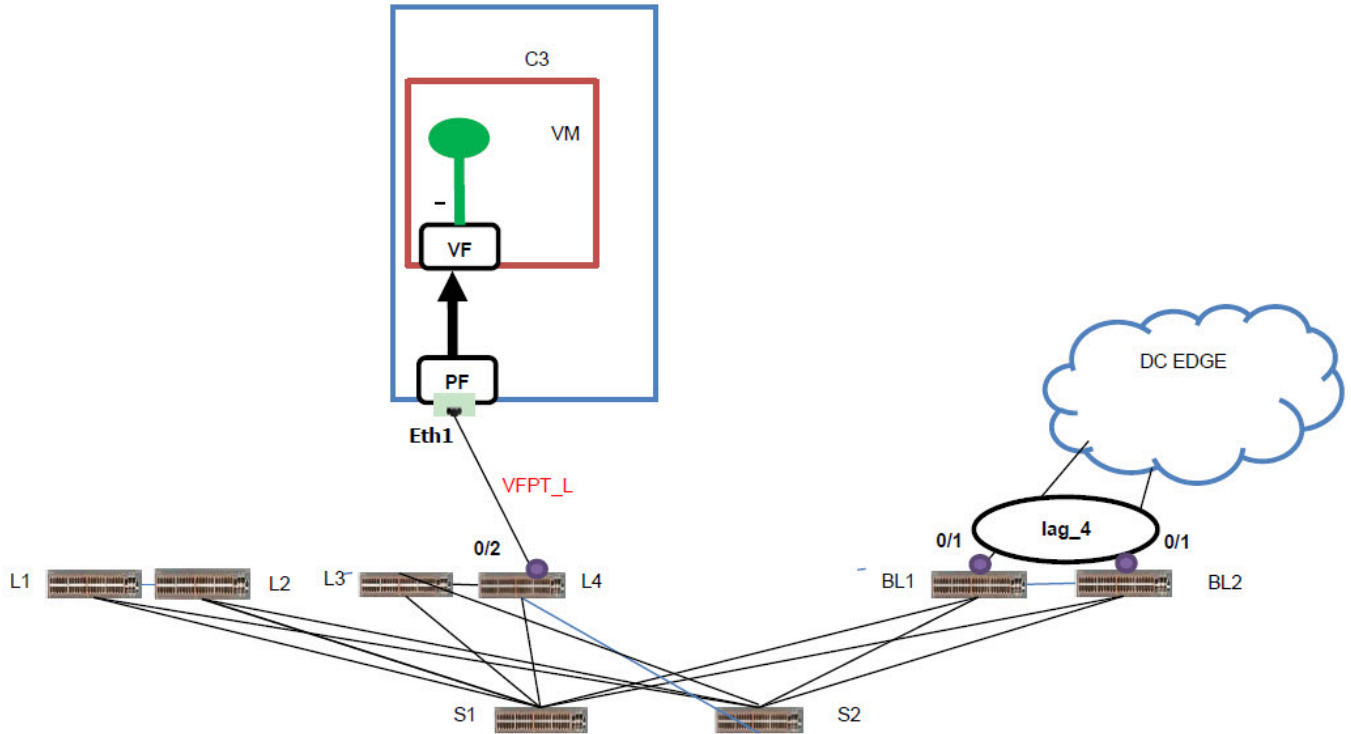 C3
VM
VF
PF
Eth1
VFPT_L
DC EDGE
lag_4
0/2
0/1
0/1
L1
L2
L3
L4
BL1
BL2
S1
S2